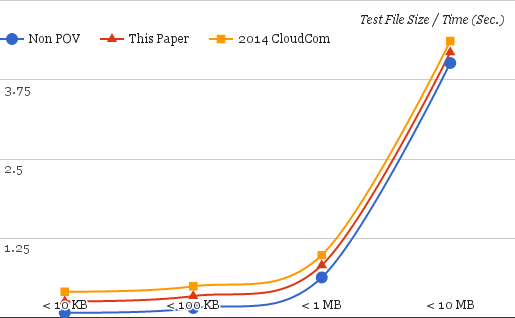 Test File Size / Time (Sec.)
Non POV This Paper 2014 CloudCom
3.75
2.5
1.25
< 10 KB < 100 KB < 1 MB < 10 MB